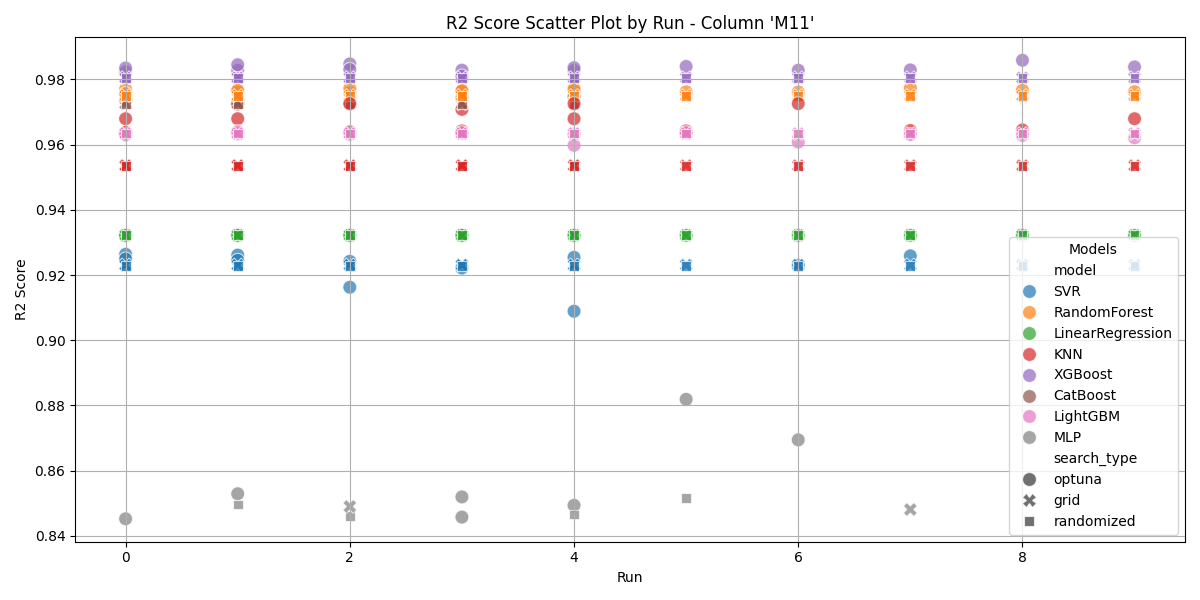 R2 Score Scatter Plot by Run - Column 'M11'
R2 Score
0.98
0.96
0.94
0.92
0.90
0.88
0.86
0.84
0
2
4
6
8
Run
Models
model
SVR
RandomForest
LinearRegression
KNN
XGBoost
CatBoost
LightGBM
MLP
search_type
optuna
grid
randomized